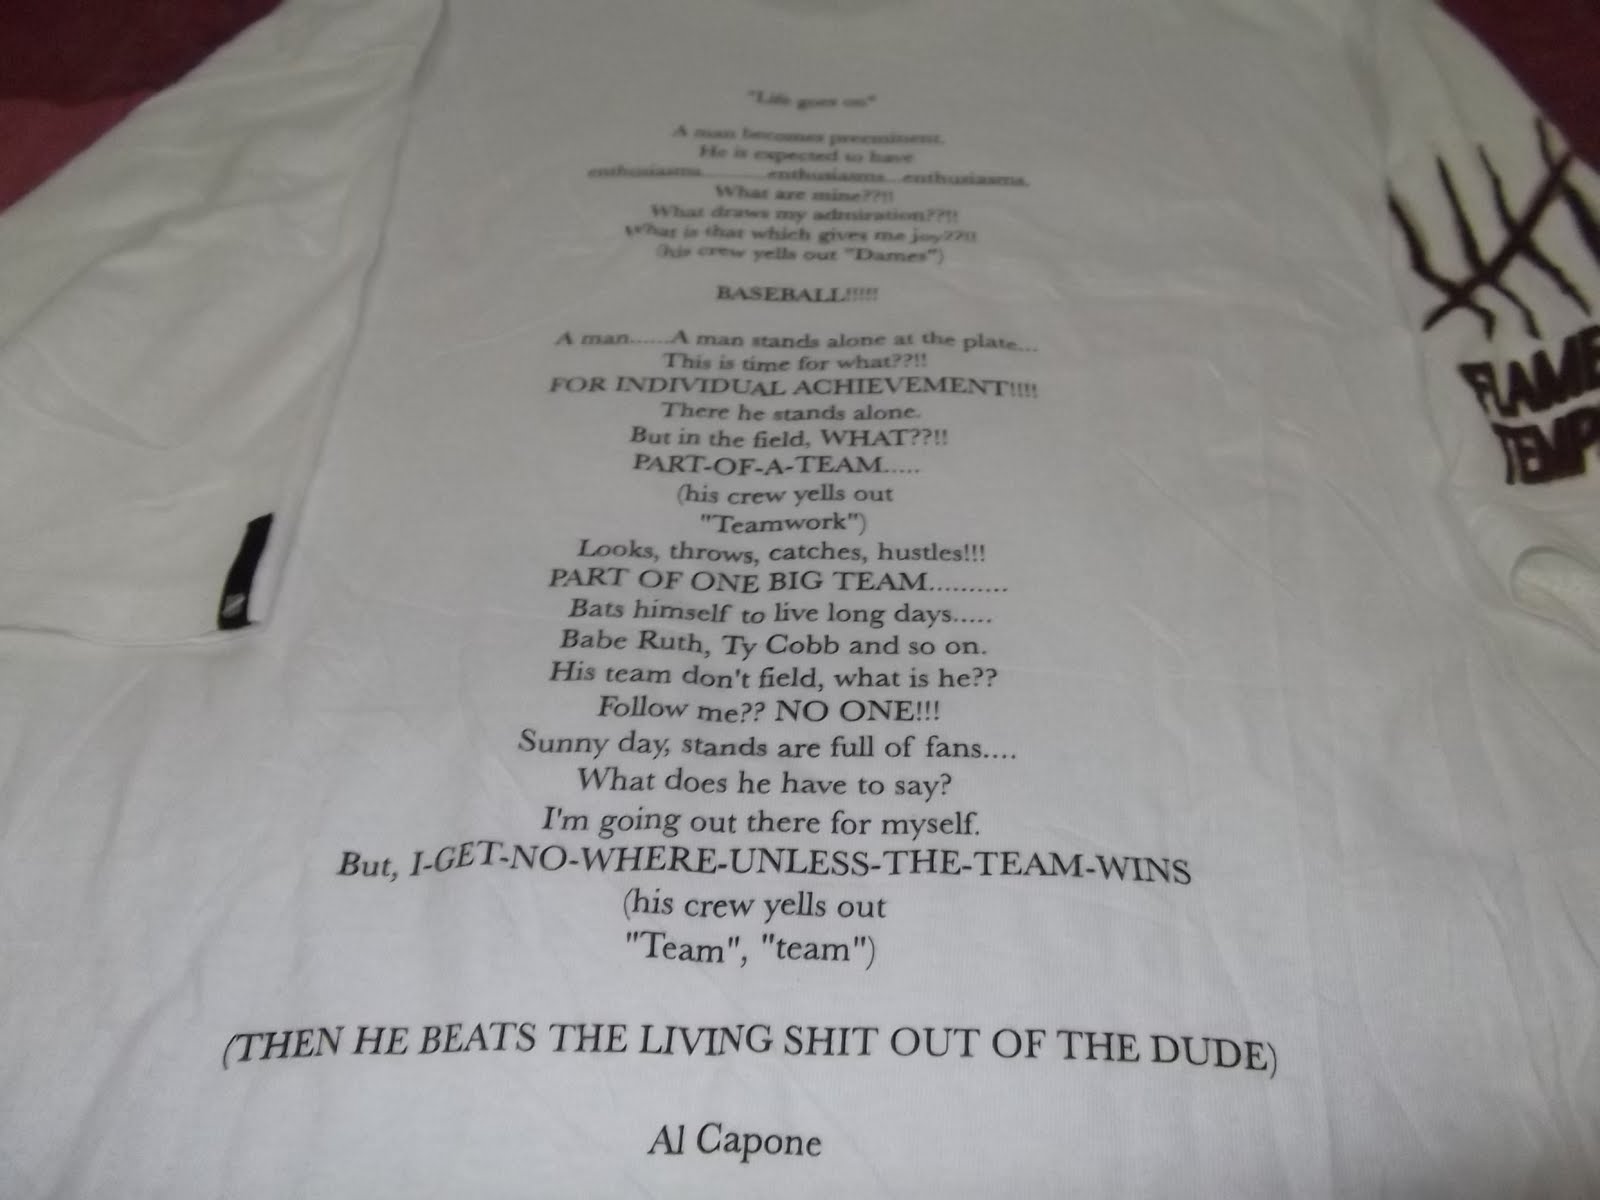 "Life goes on"
A man becomes preeminent.
He is expected to have
enthusiasms............enthusiasms...enthusiasms.
What are mine??!!
What draws my admiration??!!
What is that which gives me joy??!!
(his crew yells out "Dames")
BASEBALL!!!!!
A man......A man stands alone at the plate...
This is time for what??!!
FOR INDIVIDUAL ACHIEVEMENT!!!!
There he stands alone.
But in the field, WHAT??!!
PART-OF-A-TEAM.....
(his crew yells out
"Teamwork")
Looks, throws, catches, hustles!!!
PART OF ONE BIG TEAM..........
Bats himself to live long days.....
Babe Ruth, Ty Cobb and so on.
His team don't field, what is he??
Follow me?? NO ONE!!!
Sunny day, stands are full of fans....
What does he have to say?
I'm going out there for myself.
But, I-GET-NO-WHERE-UNLESS-THE-TEAM-WINS
(his crew yells out
"Team", "team")
(THEN HE BEATS THE LIVING SHIT OUT OF THE DUDE)
Al Capone
FLAME
TEMP